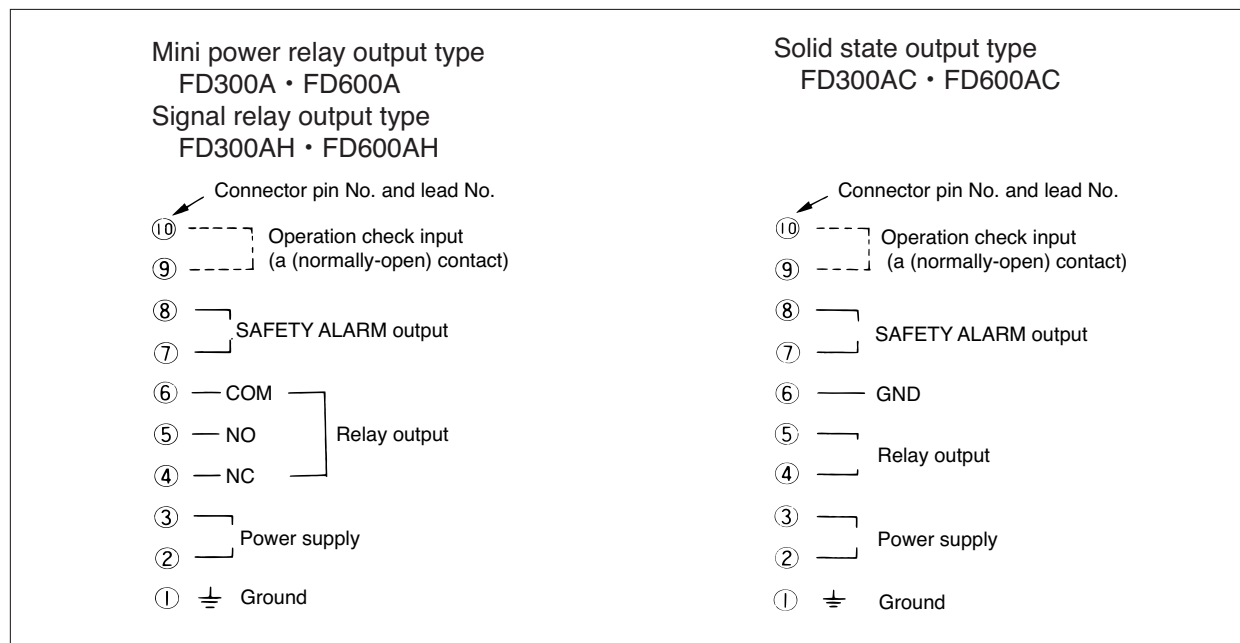 Mini power relay output type
FD300A・FD600A
Signal relay output type
FD300AH・FD600AH
Connector pin No. and lead No.
⑩
Operation check input
(a (normally-open) contact)
⑨
⑧
SAFETY ALARM output
⑦
⑥ COM
⑤ NO
Relay output
④ NC
③
Power supply
②
① Ground
Solid state output type
FD300AC・FD600AC
Connector pin No. and lead No.
⑩
Operation check input
(a (normally-open) contact)
⑨
⑧
SAFETY ALARM output
⑦
⑥ GND
⑤
Relay output
④
③
Power supply
②
① Ground